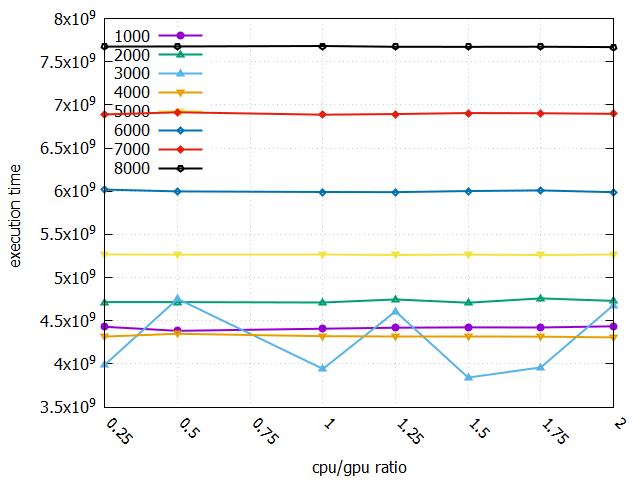 8x10⁹
7.5x10⁹
7x10⁹
6.5x10⁹
6x10⁹
5.5x10⁹
5x10⁹
4.5x10⁹
4x10⁹
3.5x10⁹
execution time
1000
2000
3000
4000
5000
6000
7000
8000
0.25
0.5
0.75
1
1.25
1.5
1.75
2
cpu/gpu ratio